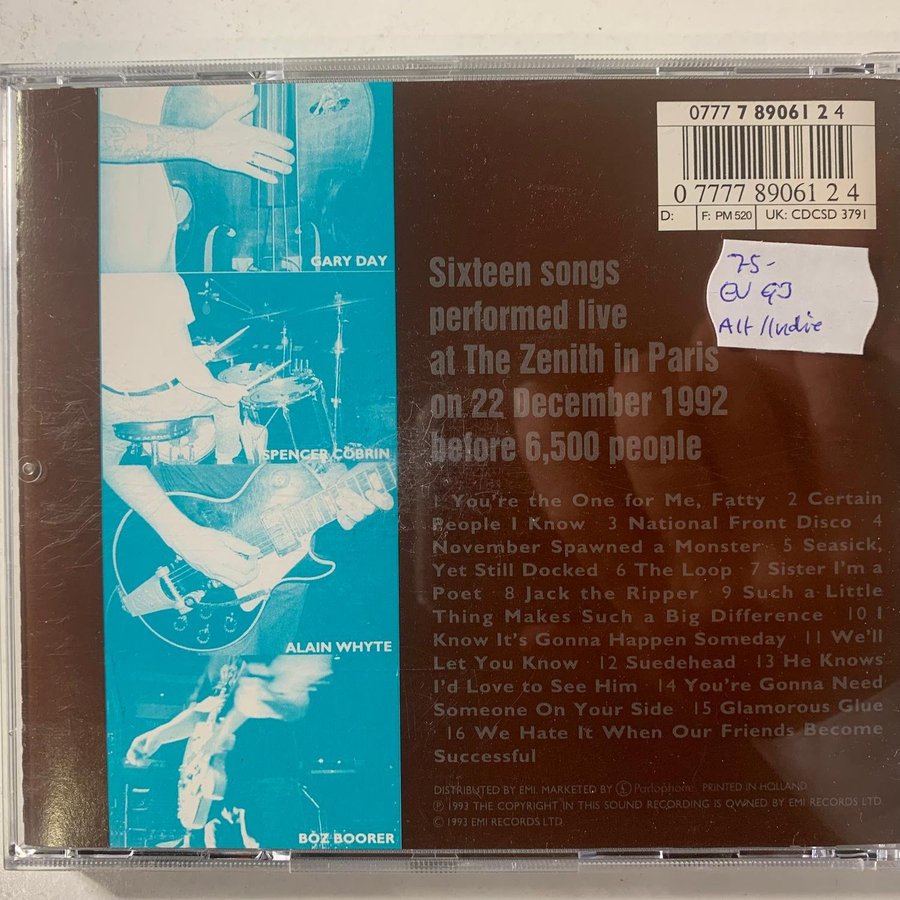 0777 7 89061 2 4
0 77777 89061 2 4
D:
F: PM 520
UK: CDCSD 3791
75-
EU 93
Alt/Indie
GARY DAY
SPENCER COBRIN
ALAIN WHYTE
BOZ BOORER
Sixteen songs
performed live
at The Zenith in Paris
on 22 December 1992
before 6,500 people
1 You're the One for Me, Fatty · 2 Certain
People I Know · 3 National Front Disco · 4
November Spawned a Monster · 5 Seasick,
Yet Still Docked · 6 The Loop · 7 Sister I'm a
Poet · 8 Jack the Ripper · 9 Such a Little
Thing Makes Such a Big Difference · 10 I
Know It's Gonna Happen Someday · 11 We'll
Let You Know · 12 Suedehead · 13 He Knows
I'd Love to See Him · 14 You're Gonna Need
Someone On Your Side · 15 Glamorous Glue
· 16 We Hate It When Our Friends Become
Successful
DISTRIBUTED BY EMI. MARKETED BY £ Parlophone. PRINTED IN HOLLAND.
℗ 1993 THE COPYRIGHT IN THIS SOUND RECORDING IS OWNED BY EMI RECORDS LTD.
© 1993 EMI RECORDS LTD.